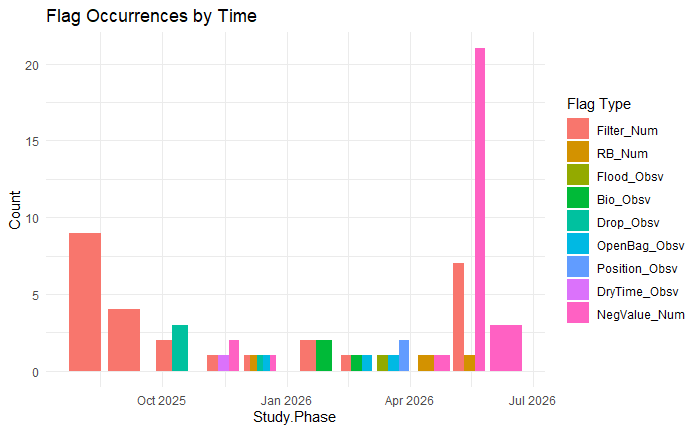 Flag Occurrences by Time
Count
20
15
10
5
0
Oct 2025
Jan 2026
Apr 2026
Jul 2026
Study.Phase
Flag Type
Filter_Num
RB_Num
Flood_Obsv
Bio_Obsv
Drop_Obsv
OpenBag_Obsv
Position_Obsv
DryTime_Obsv
NegValue_Num